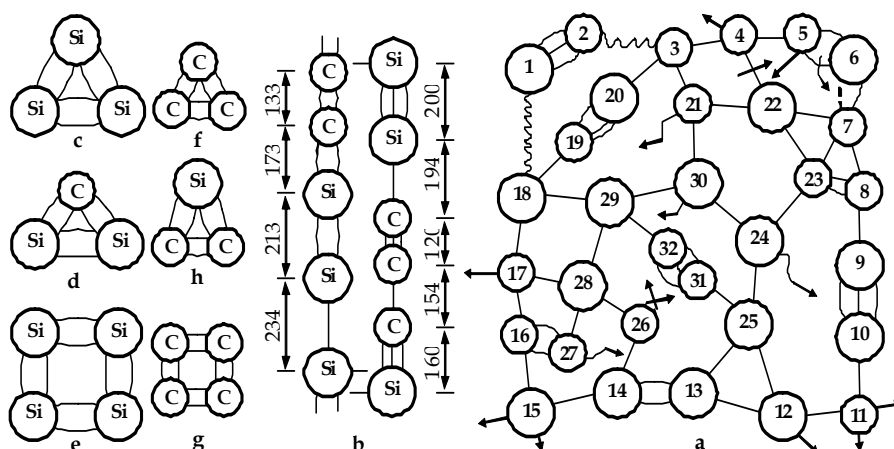 Si
Si Si
c
C
C C
f
C
Si Si
d
Si
C C
h
Si Si
Si Si
e
C C
C C
g
133
173
213
234
C
C
Si
Si
Si
Si
Si
C
C
C
Si
200
194
120
154
160
b
1 2 3 4 5 6
20 21 22 7
19 23 8
18 29 30 24
32 31 9
17 28 25 10
16 27 26
15 14 13 12 11
a